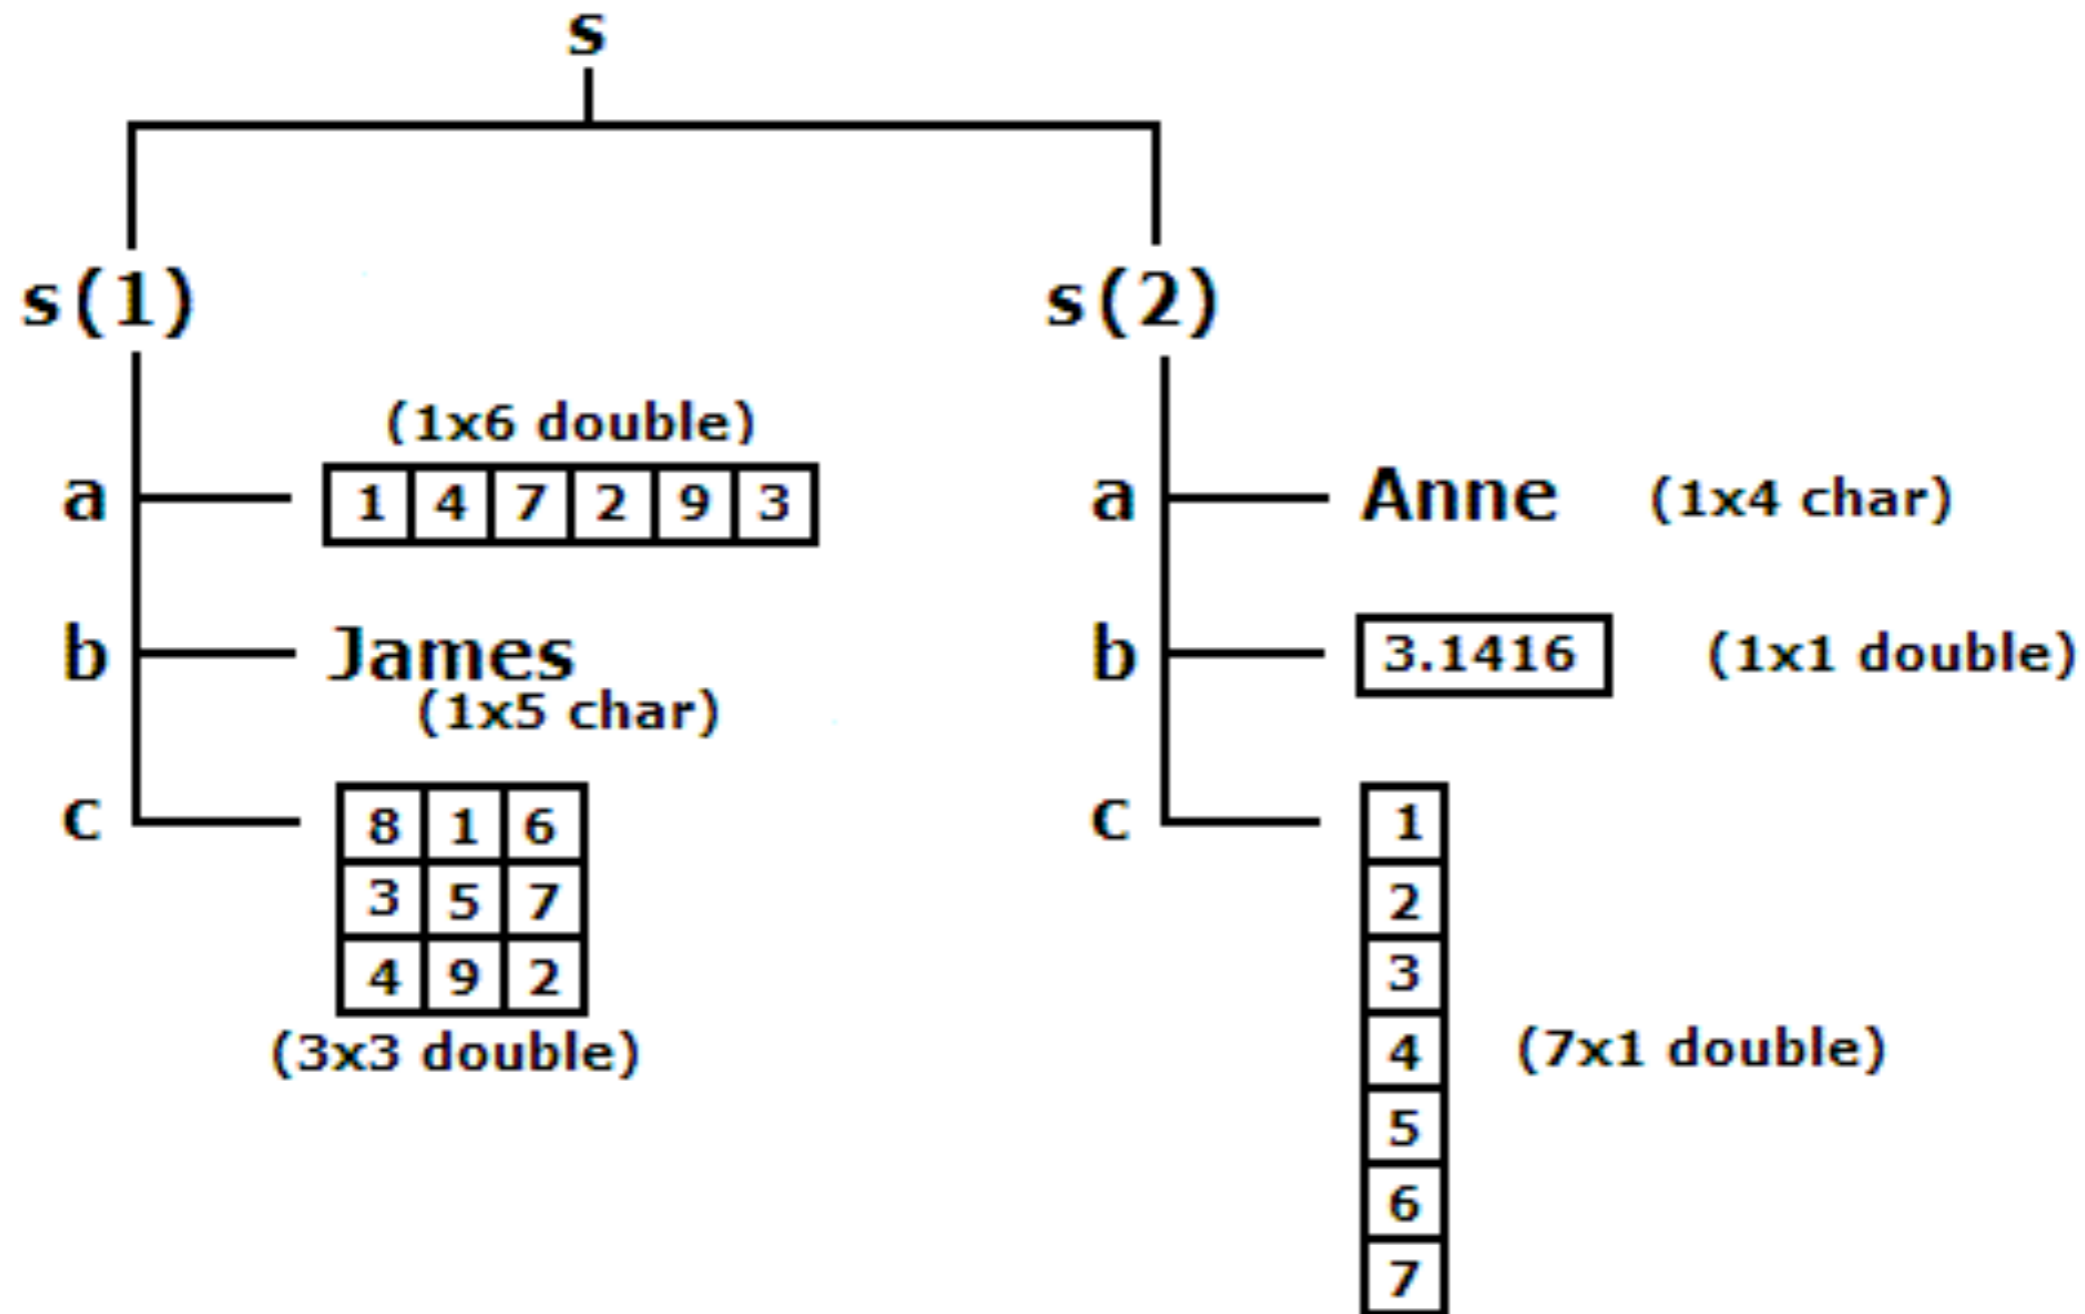 s
s(1)
s(2)
(1x6 double)
a 1 4 7 2 9 3
a Anne (1x4 char)
b James
(1x5 char)
b 3.1416 (1x1 double)
c 8 1 6
3 5 7
4 9 2
(3x3 double)
c 1
2
3
4 (7x1 double)
5
6
7